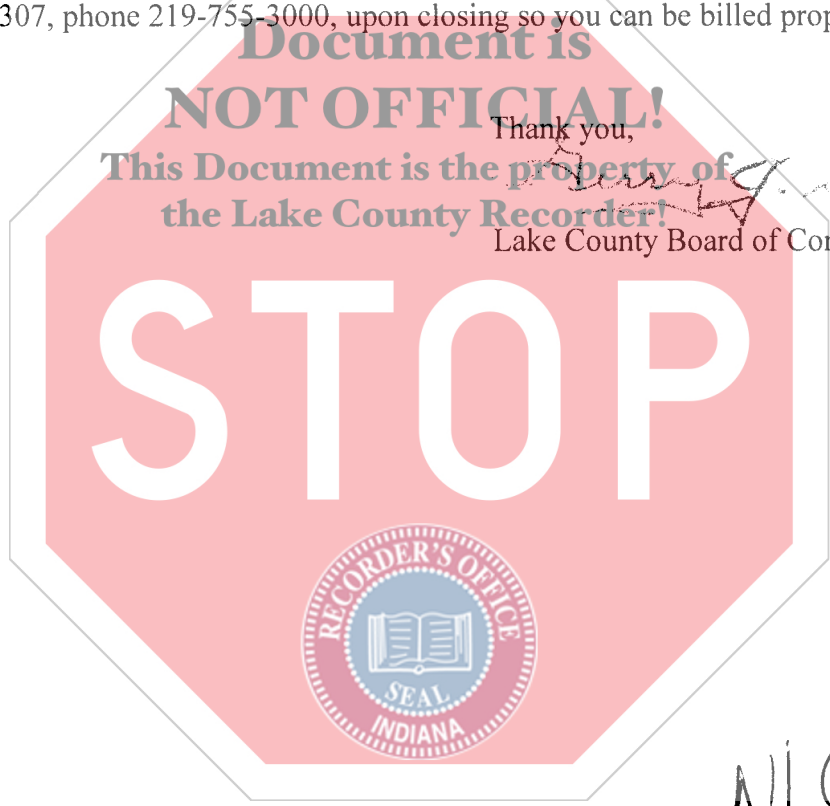 307, phone 219-755-3000, upon closing so you can be billed prop
Document is
NOT OFFICIAL!
Thank you,
This Document is the property of
the Lake County Recorder!
Lake County Board of Co
STOP
RECORDER'S OFFICE
SEAL
INDIANA